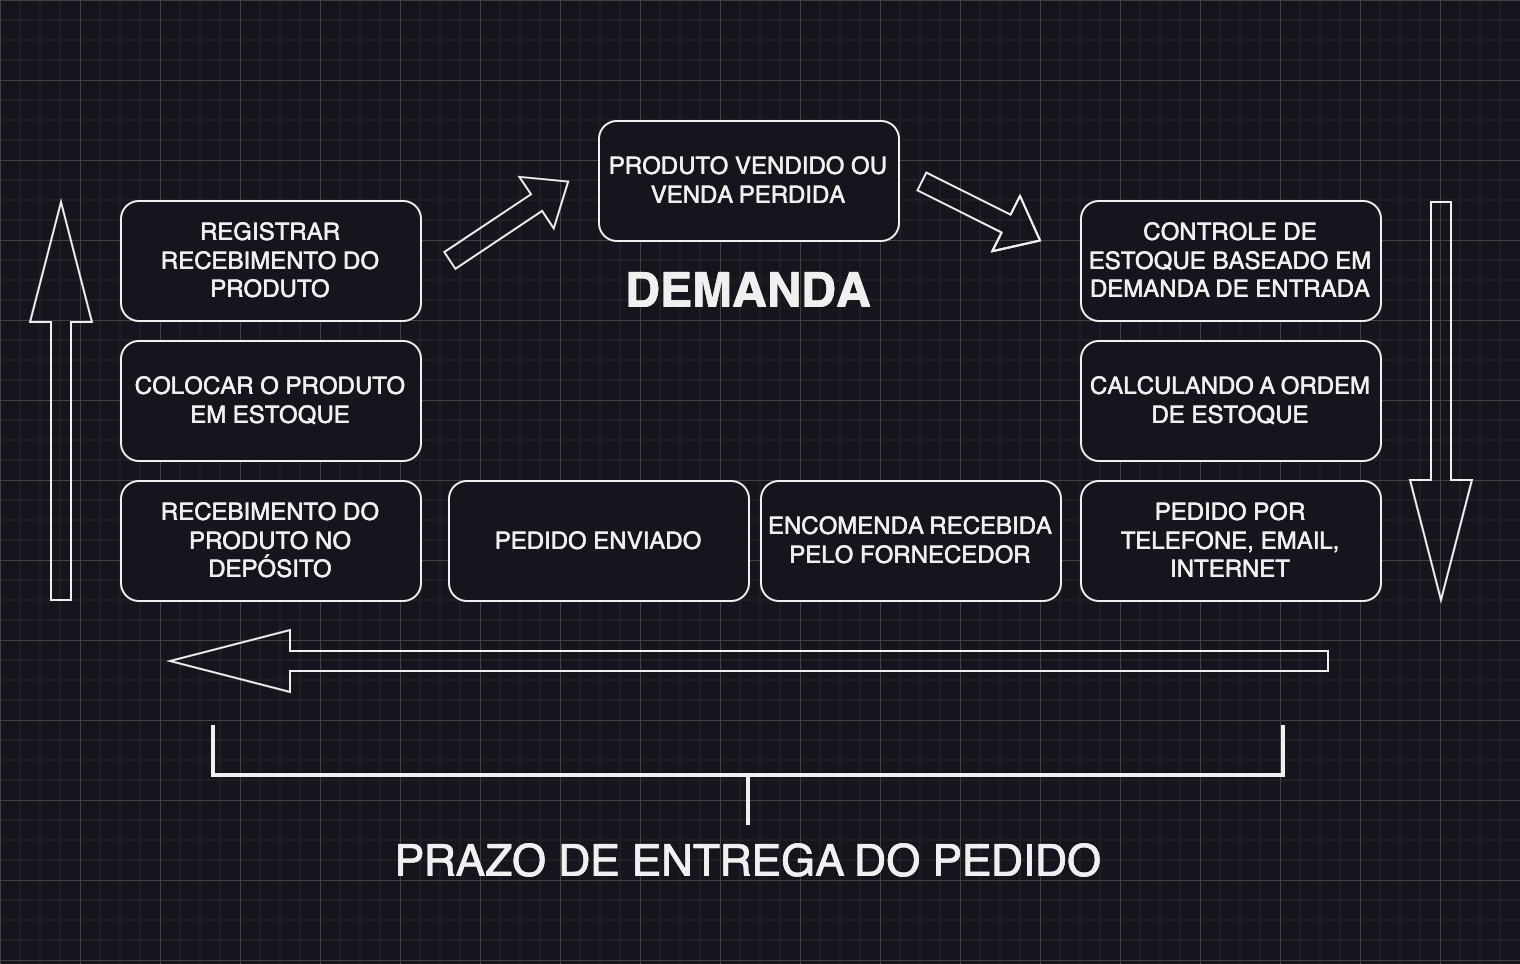 PRODUTO VENDIDO OU
VENDA PERDIDA
REGISTRAR
RECEBIMENTO DO
PRODUTO
CONTROLE DE
ESTOQUE BASEADO EM
DEMANDA DE ENTRADA
DEMANDA
COLOCAR O PRODUTO
EM ESTOQUE
CALCULANDO A ORDEM
DE ESTOQUE
RECEBIMENTO DO
PRODUTO NO
DEPÓSITO
PEDIDO ENVIADO
ENCOMENDA RECEBIDA
PELO FORNECEDOR
PEDIDO POR
TELEFONE, EMAIL,
INTERNET
PRAZO DE ENTREGA DO PEDIDO